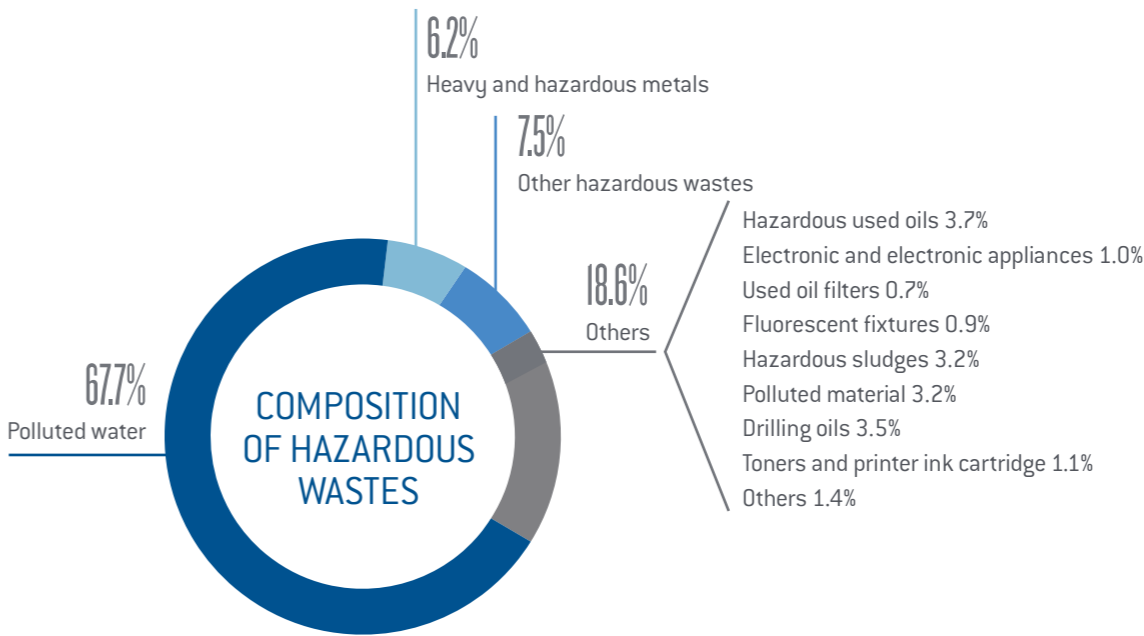 6.2%
Heavy and hazardous metals
7.5%
Other hazardous wastes
18.6%
Others
Hazardous used oils 3.7%
Electronic and electronic appliances 1.0%
Used oil filters 0.7%
Fluorescent fixtures 0.9%
Hazardous sludges 3.2%
Polluted material 3.2%
Drilling oils 3.5%
Toners and printer ink cartridge 1.1%
Others 1.4%
67.7%
Polluted water
COMPOSITION
OF HAZARDOUS
WASTES